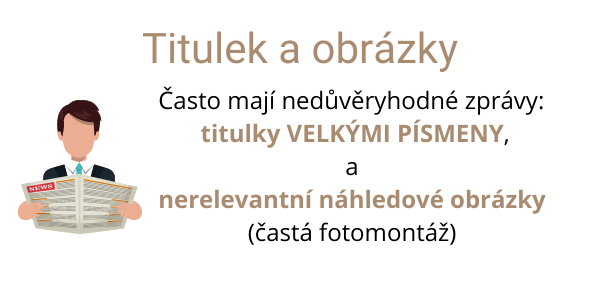 Titulek a obrázky
Často mají nedůvěryhodné zprávy:
titulky VELKÝMI PÍSMENY,
a
nerelevantní náhledové obrázky
(častá fotomontáž)
NEWS